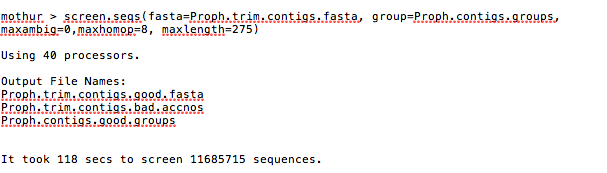 mothur > screen.seqs(fasta=Proph.trim.contigs.fasta, group=Proph.contigs.groups,
maxambig=0,maxhomop=8, maxlength=275)
Using 40 processors.
Output File Names:
Proph.trim.contigs.good.fasta
Proph.trim.contigs.bad.accnos
Proph.contigs.good.groups
It took 118 secs to screen 11685715 sequences.